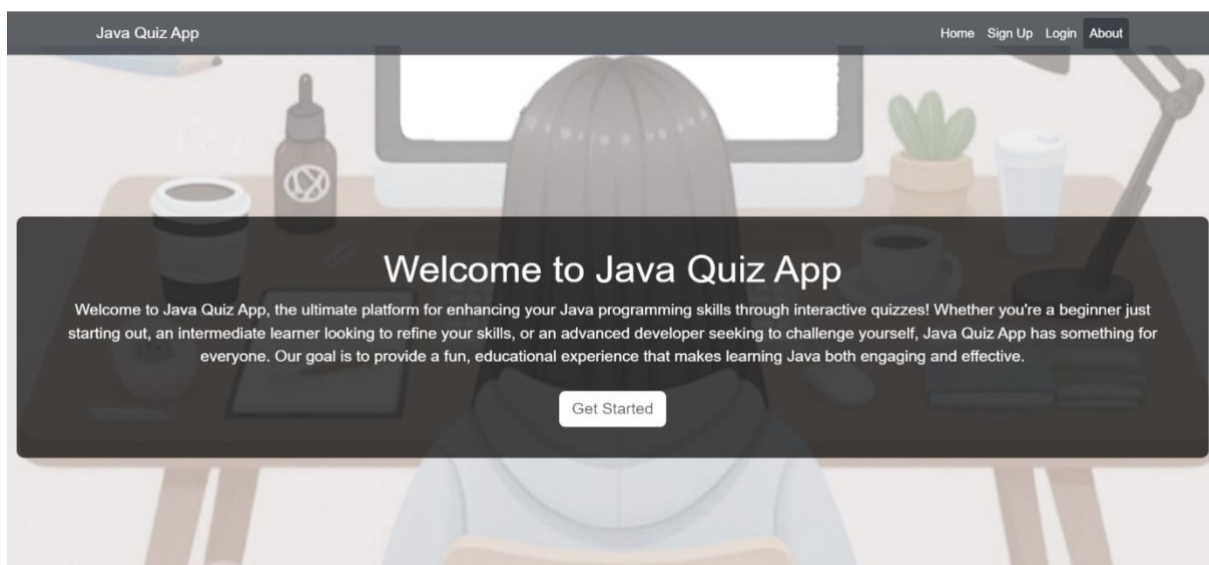 Java Quiz App
Home Sign Up Login About
Welcome to Java Quiz App
Welcome to Java Quiz App, the ultimate platform for enhancing your Java programming skills through interactive quizzes! Whether you're a beginner just
starting out, an intermediate learner looking to refine your skills, or an advanced developer seeking to challenge yourself, Java Quiz App has something for
everyone. Our goal is to provide a fun, educational experience that makes learning Java both engaging and effective.
Get Started